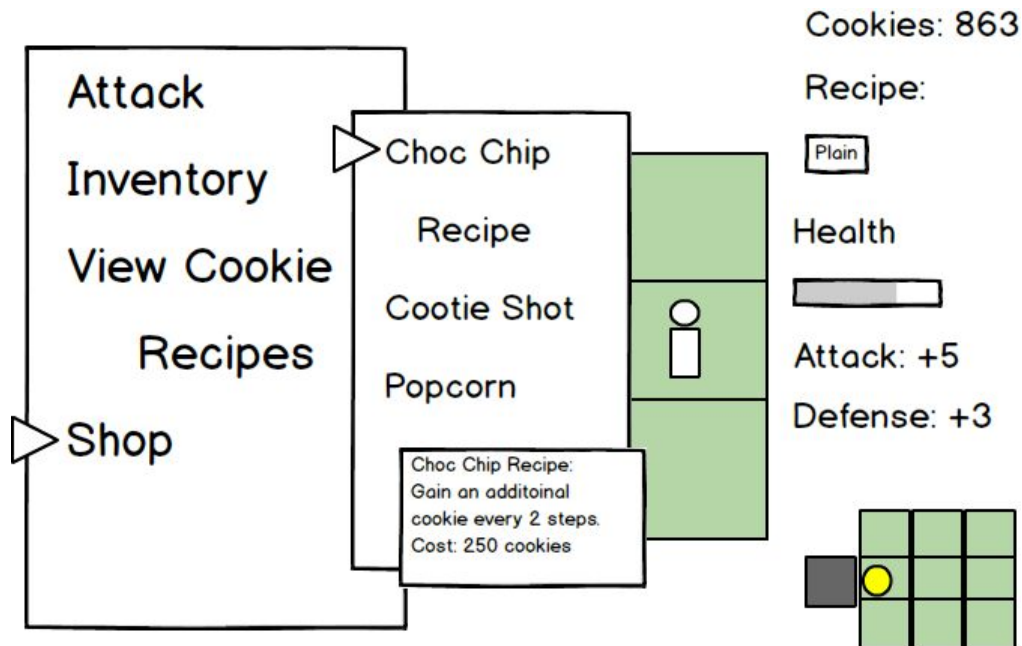 Attack
Inventory
View Cookie
Recipes
Shop
Choc Chip
Recipe
Cootie Shot
Popcorn
Choc Chip Recipe:
Gain an additoinal
cookie every 2 steps.
Cost: 250 cookies
Cookies: 863
Recipe:
Plain
Health
Attack: +5
Defense: +3